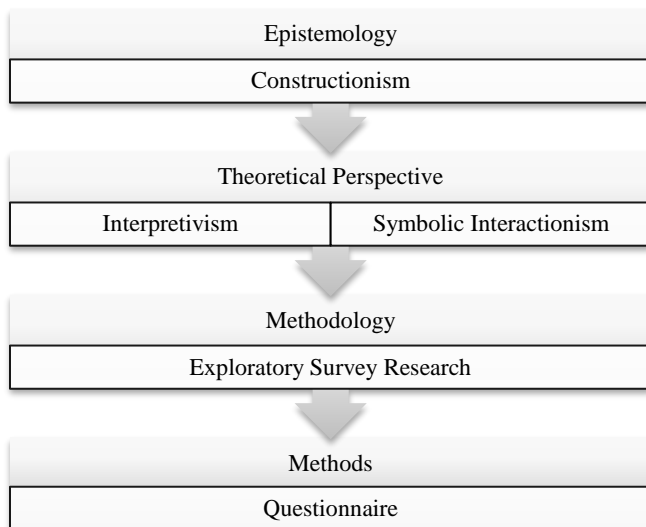 Epistemology
Constructionism
Theoretical Perspective
Interpretivism
Symbolic Interactionism
Methodology
Exploratory Survey Research
Methods
Questionnaire